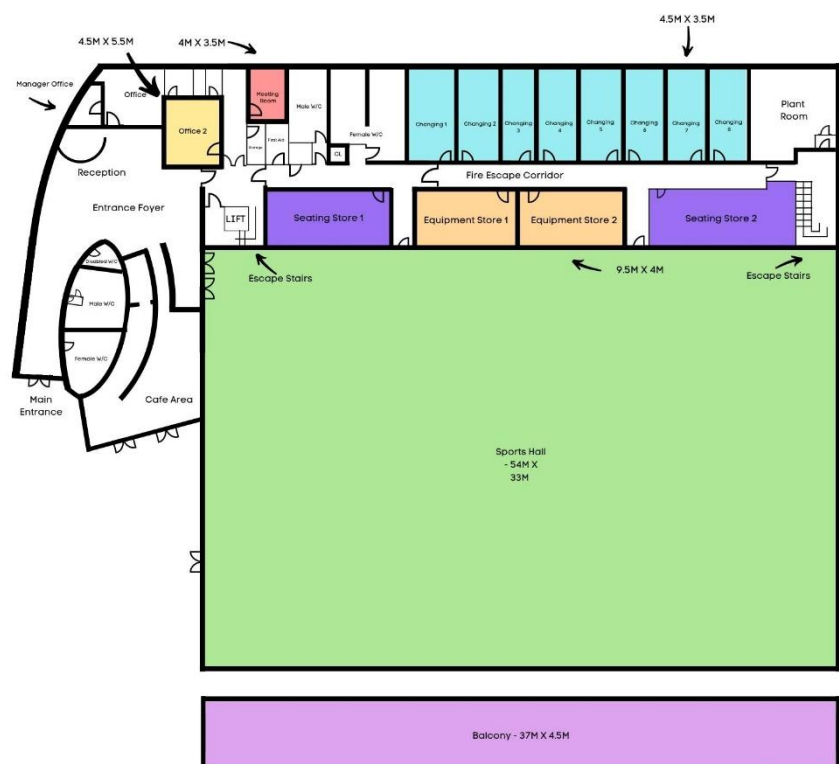 4.5M X 3.5M
4.5M X 5.5M
4M X 3.5M
Manager Office
Office
Meeting
Room
Male W/C
Female W/C
Changing 1
Changing 2
Changing
3
Changing
4
Changing
5
Changing
6
Changing
7
Changing
8
Plant
Room
Office 2
Storage
First Aid
CL
Reception
Fire Escape Corridor
Entrance Foyer
LIFT
Seating Store 1
Equipment Store 1
Equipment Store 2
Seating Store 2
Disabled W/C
Escape Stairs
9.5M X 4M
Escape Stairs
Male W/C
Female W/C
Main
Entrance
Cafe Area
Sports Hall
- 54M X
33M
Balcony - 37M X 4.5M